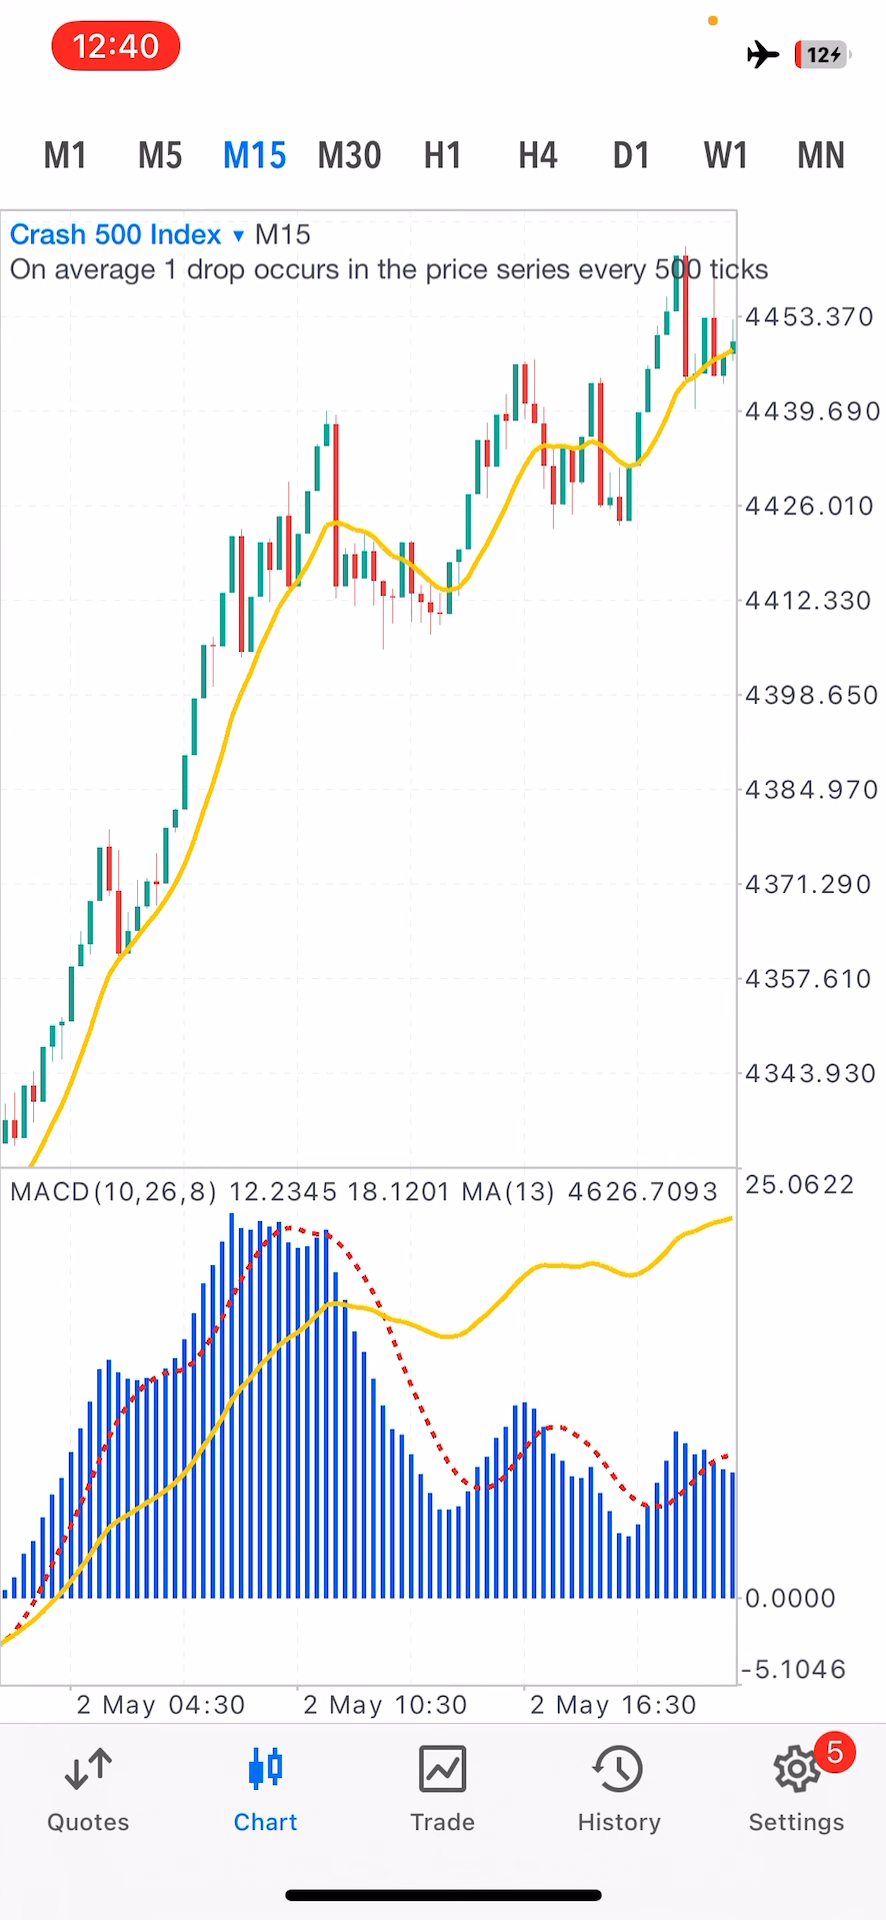 12:40
12
M1 M5 M15 M30 H1 H4 D1 W1 MN
Crash 500 Index ▾ M15
On average 1 drop occurs in the price series every 500 ticks
4453.370
4439.690
4426.010
4412.330
4398.650
4384.970
4371.290
4357.610
4343.930
MACD(10,26,8) 12.2345 18.1201 MA(13) 4626.7093
25.0622
0.0000
-5.1046
2 May 04:30 2 May 10:30 2 May 16:30
5
Quotes Chart Trade History Settings